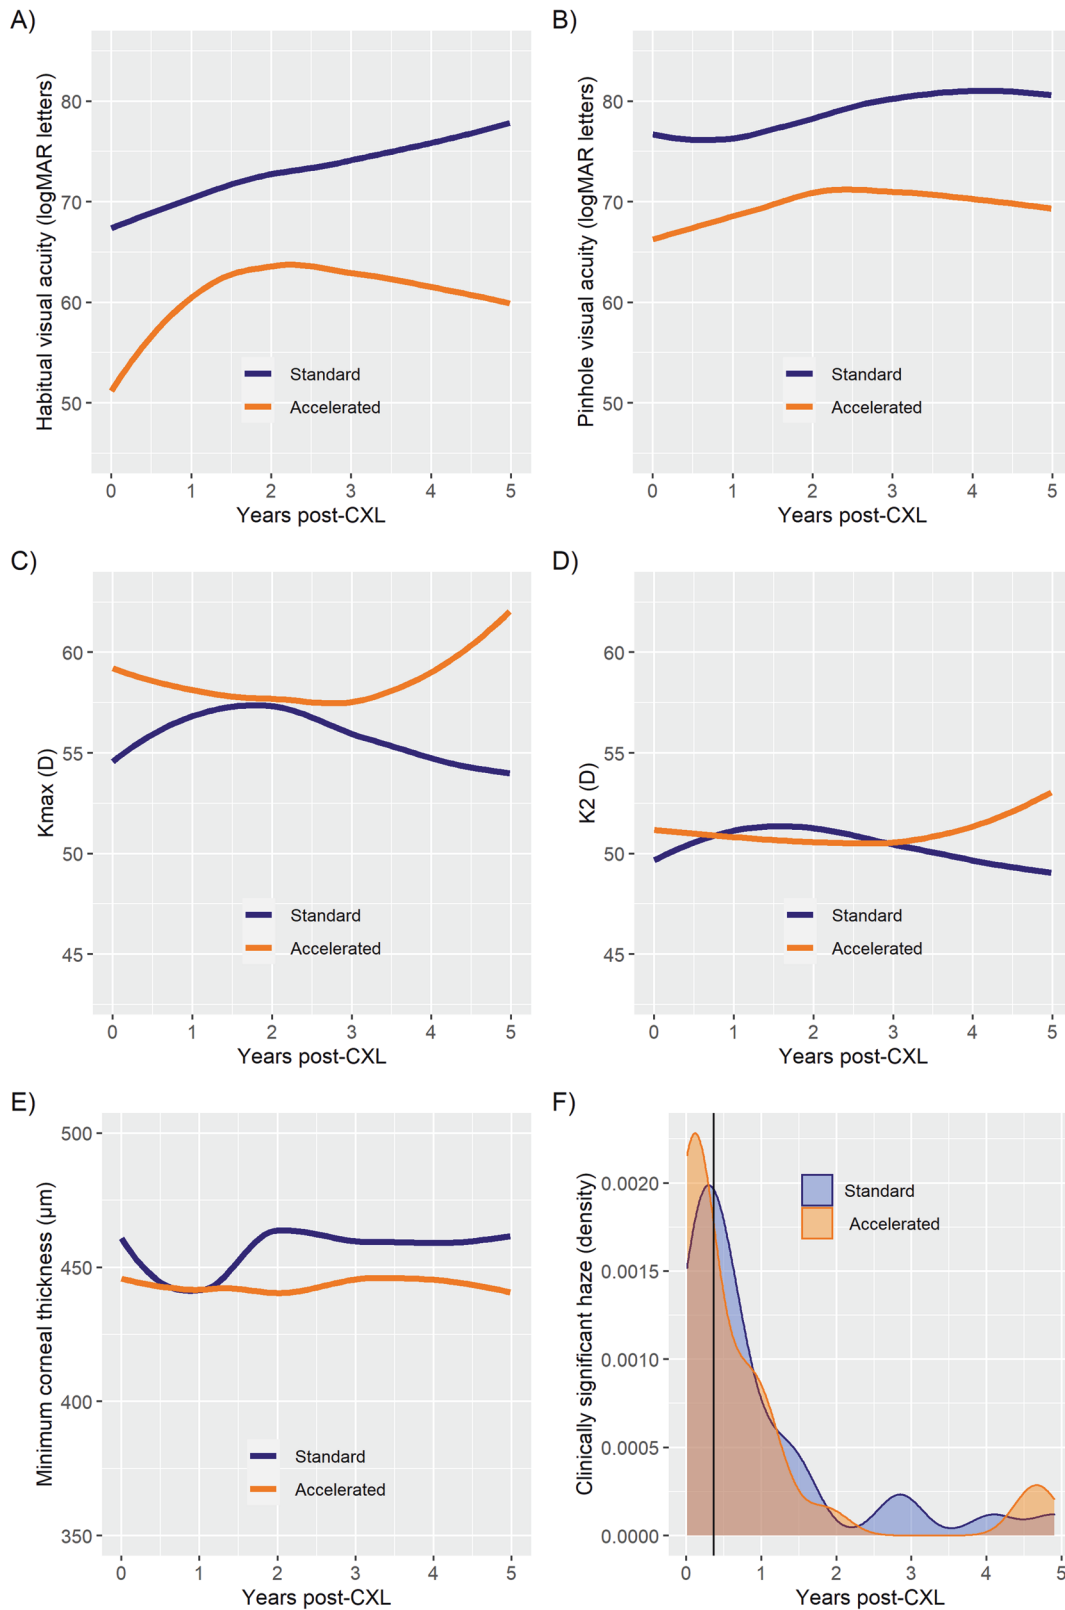 A)
Habitual visual acuity (logMAR letters)
80
70
60
50
Standard
Accelerated
0 1 2 3 4 5
Years post-CXL
B)
Pinhole visual acuity (logMAR letters)
80
70
60
50
Standard
Accelerated
0 1 2 3 4 5
Years post-CXL
C)
Kmax (D)
60
55
50
45
Standard
Accelerated
0 1 2 3 4 5
Years post-CXL
D)
K2 (D)
60
55
50
45
Standard
Accelerated
0 1 2 3 4 5
Years post-CXL
E)
Minimum corneal thickness (µm)
500
450
400
350
Standard
Accelerated
0 1 2 3 4 5
Years post-CXL
F)
Clinically significant haze (density)
0.0020
0.0015
0.0010
0.0005
0.0000
Standard
Accelerated
0 1 2 3 4 5
Years post-CXL